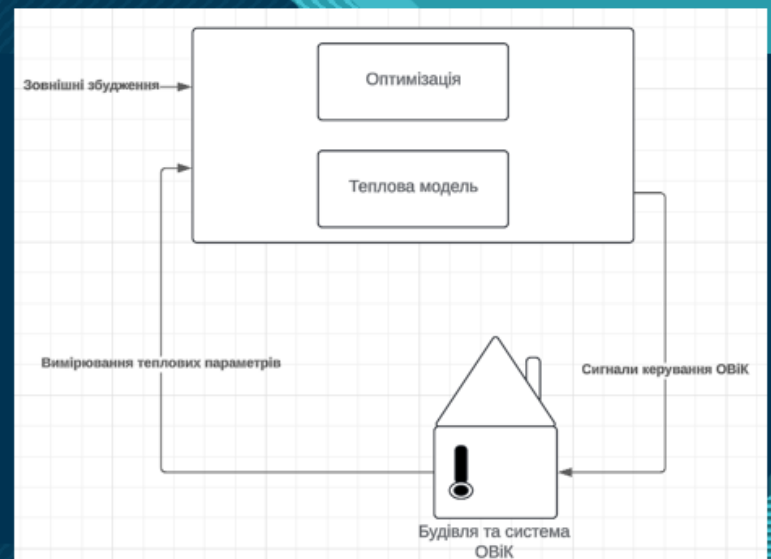 Оптимізація
Зовнішні збудження
Теплова модель
Вимірювання теплових параметрів
Сигнали керування ОВіК
Будівля та система
ОВіК